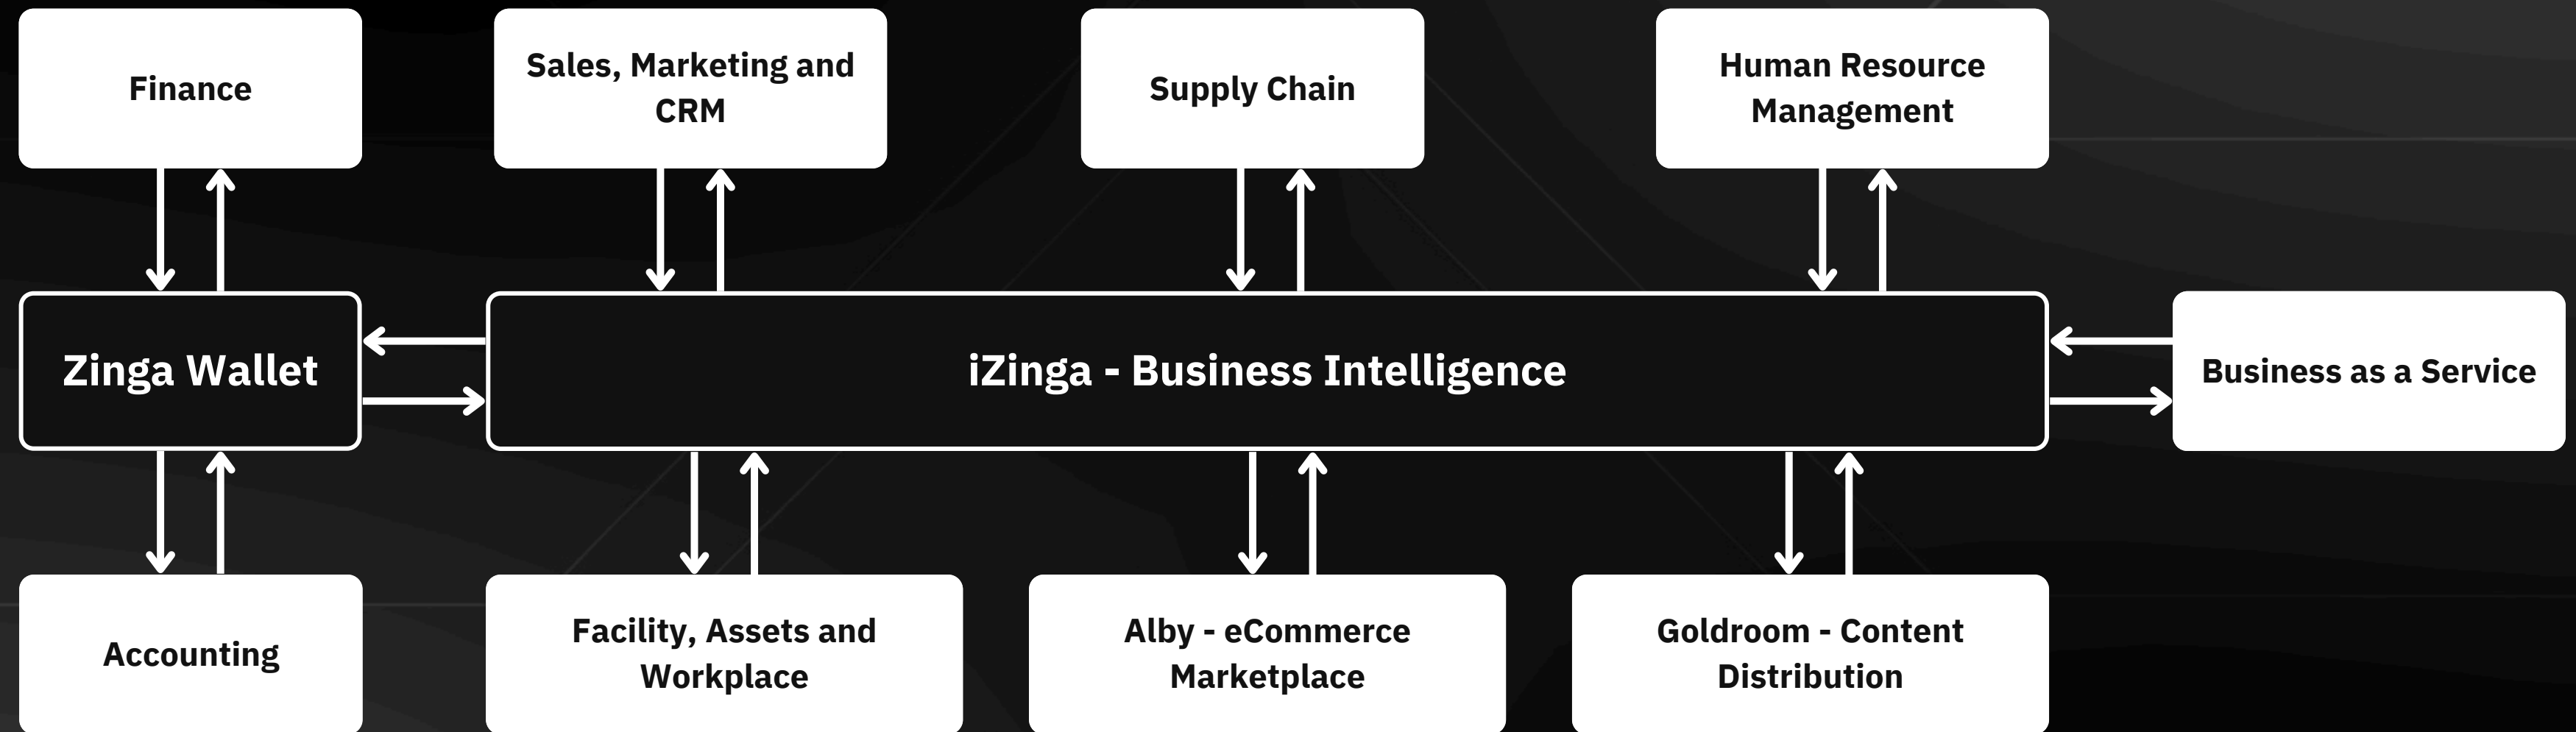 Finance
Sales, Marketing and
CRM
Supply Chain
Human Resource
Management
Zinga Wallet
iZinga - Business Intelligence
Business as a Service
Accounting
Facility, Assets and
Workplace
Alby - eCommerce
Marketplace
Goldroom - Content
Distribution